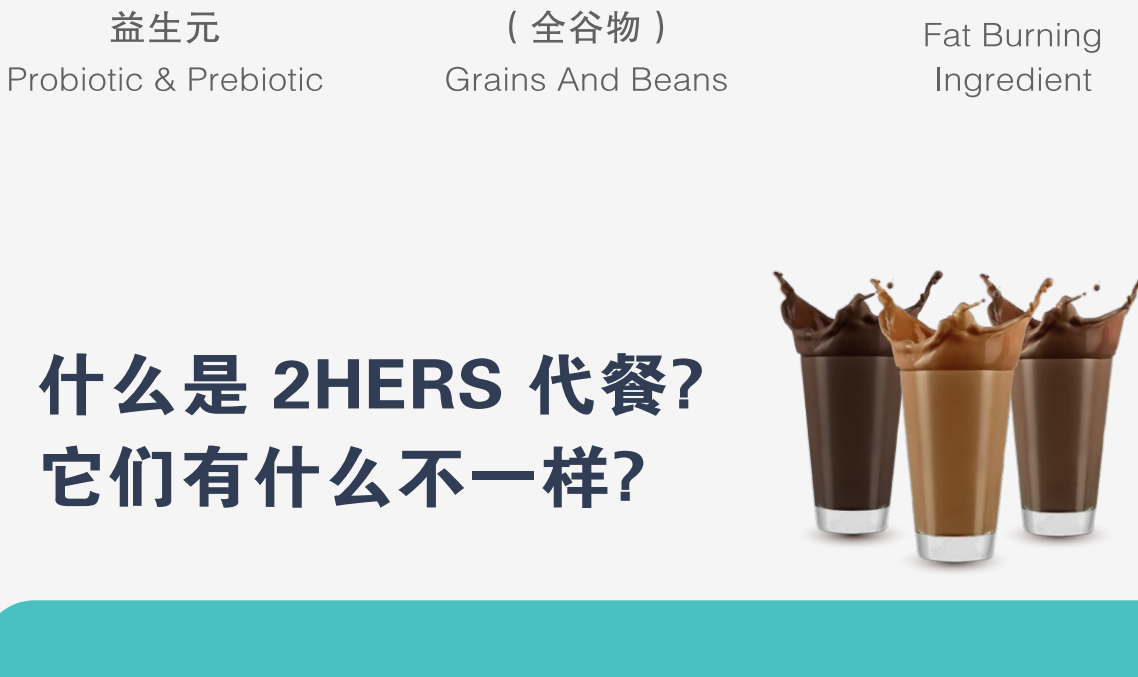 益生元
Probiotic & Prebiotic
（全谷物）
Grains And Beans
Fat Burning
Ingredient
什么是 2HERS 代餐?
它们有什么不一样?